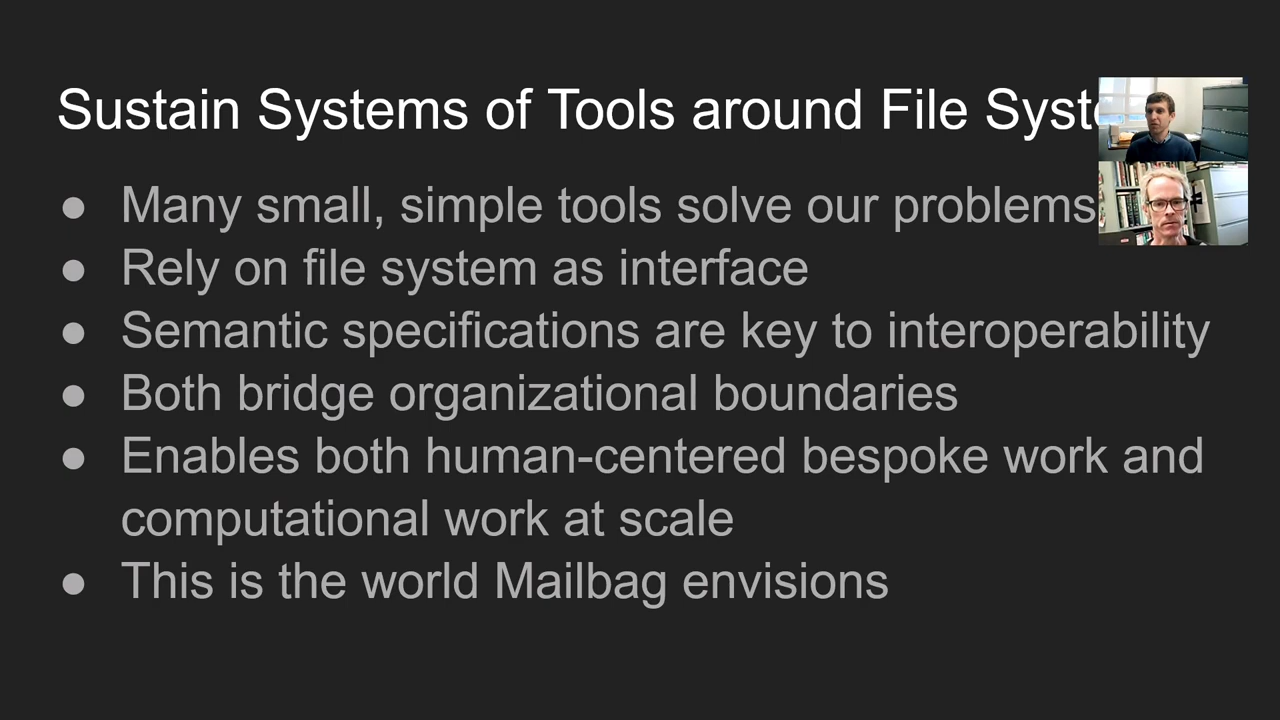 Sustain Systems of Tools around File Syst
● Many small, simple tools solve our problems
● Rely on file system as interface
● Semantic specifications are key to interoperability
● Both bridge organizational boundaries
● Enables both human-centered bespoke work and
computational work at scale
● This is the world Mailbag envisions